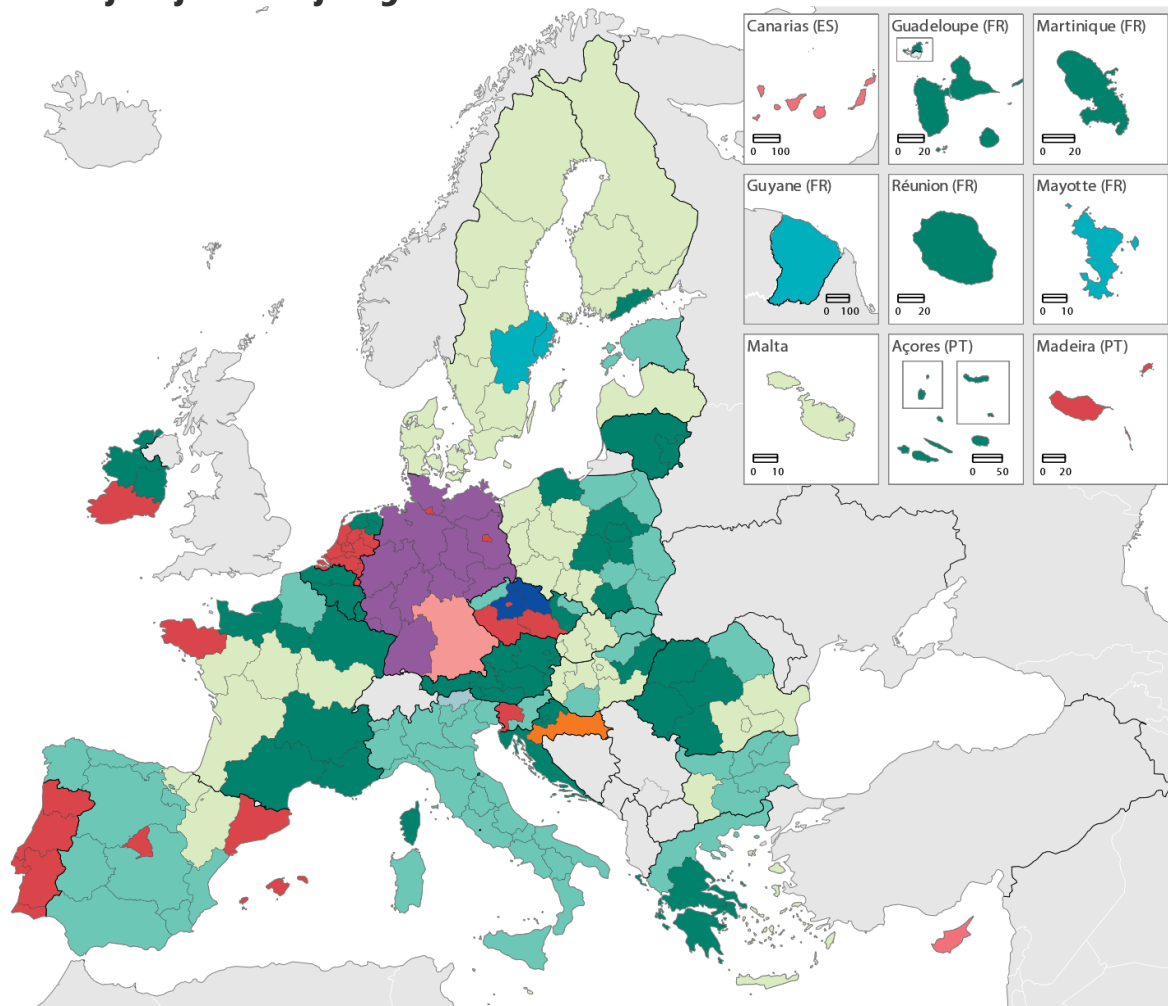 Canarias (ES)
0 100
Guadeloupe (FR)
0 20
Martinique (FR)
0 20
Guyane (FR)
0 100
Réunion (FR)
0 20
Mayotte (FR)
0 10
Malta
0 10
Açores (PT)
0 50
Madeira (PT)
0 20